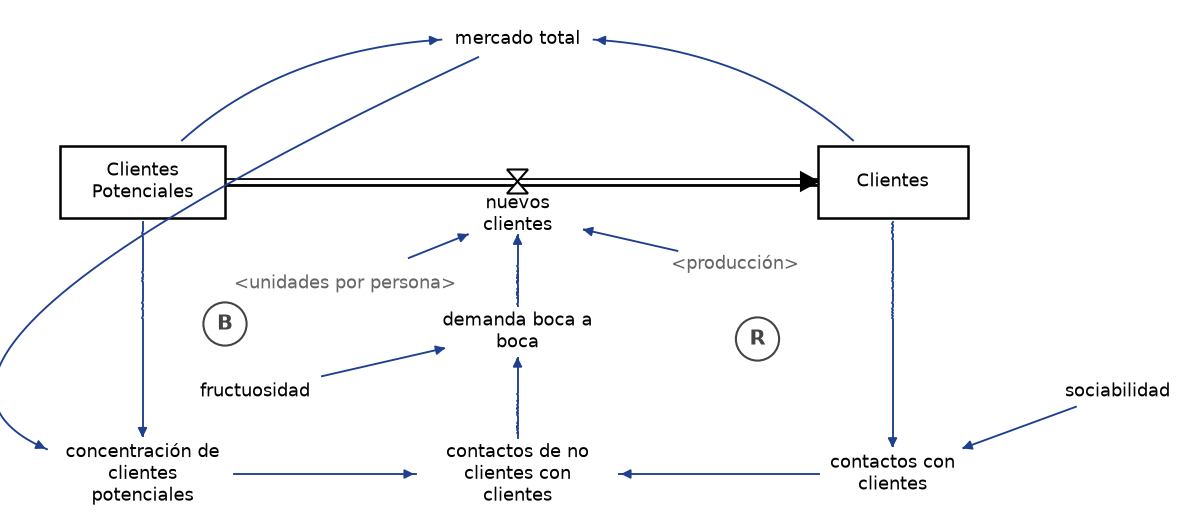 mercado total
Clientes
Potenciales
Clientes
nuevos
clientes
<producción>
<unidades por persona>
B
demanda boca a
boca
R
fructuosidad
sociabilidad
concentración de
clientes
potenciales
contactos de no
clientes con
clientes
contactos con
clientes